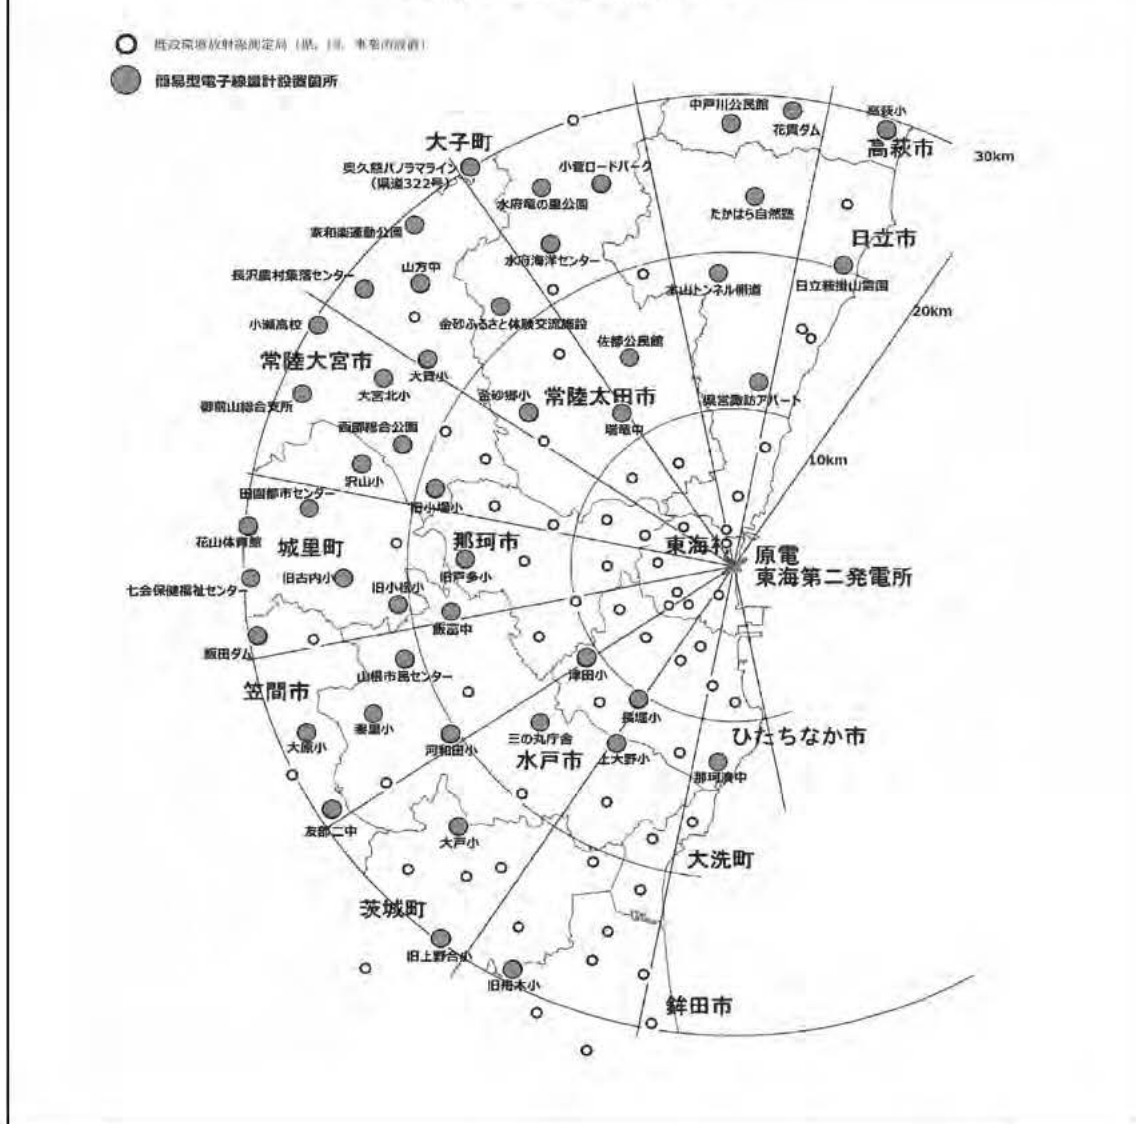 既設環境放射線測定局（県，国，事業所設置）
簡易型電子線量計設置箇所
中戸川公民館
花貫ダム
高萩小
高萩市
30km
大子町
奥久慈パノラマライン
（県道322号）
小菅ロードパーク
水府竜の里公園
たかはら自然塾
家和楽運動公園
日立市
水府海洋センター
長沢農村集落センター
山方中
本山トンネル側道
日立鞍掛山霊園
小瀬高校
金砂ふるさと体験交流施設
20km
佐都公民館
常陸大宮市
大賀小
大宮北小
金砂郷小
常陸太田市
県営諏訪アパート
御前山総合支所
西部総合公園
瑞竜中
10km
沢山小
田園都市センター
旧小場小
花山体育館
城里町
那珂市
東海村
原電
東海第二発電所
七会保健福祉センター
旧古内小
旧戸多小
旧小松小
飯富中
飯田ダム
山根市民センター
津田小
笠間市
妻里小
長堀小
大原小
河和田小
三の丸庁舎
水戸市
上大野小
ひたちなか市
那珂湊中
友部二中
大戸小
大洗町
茨城町
旧上野合小
旧栂木小
鉾田市